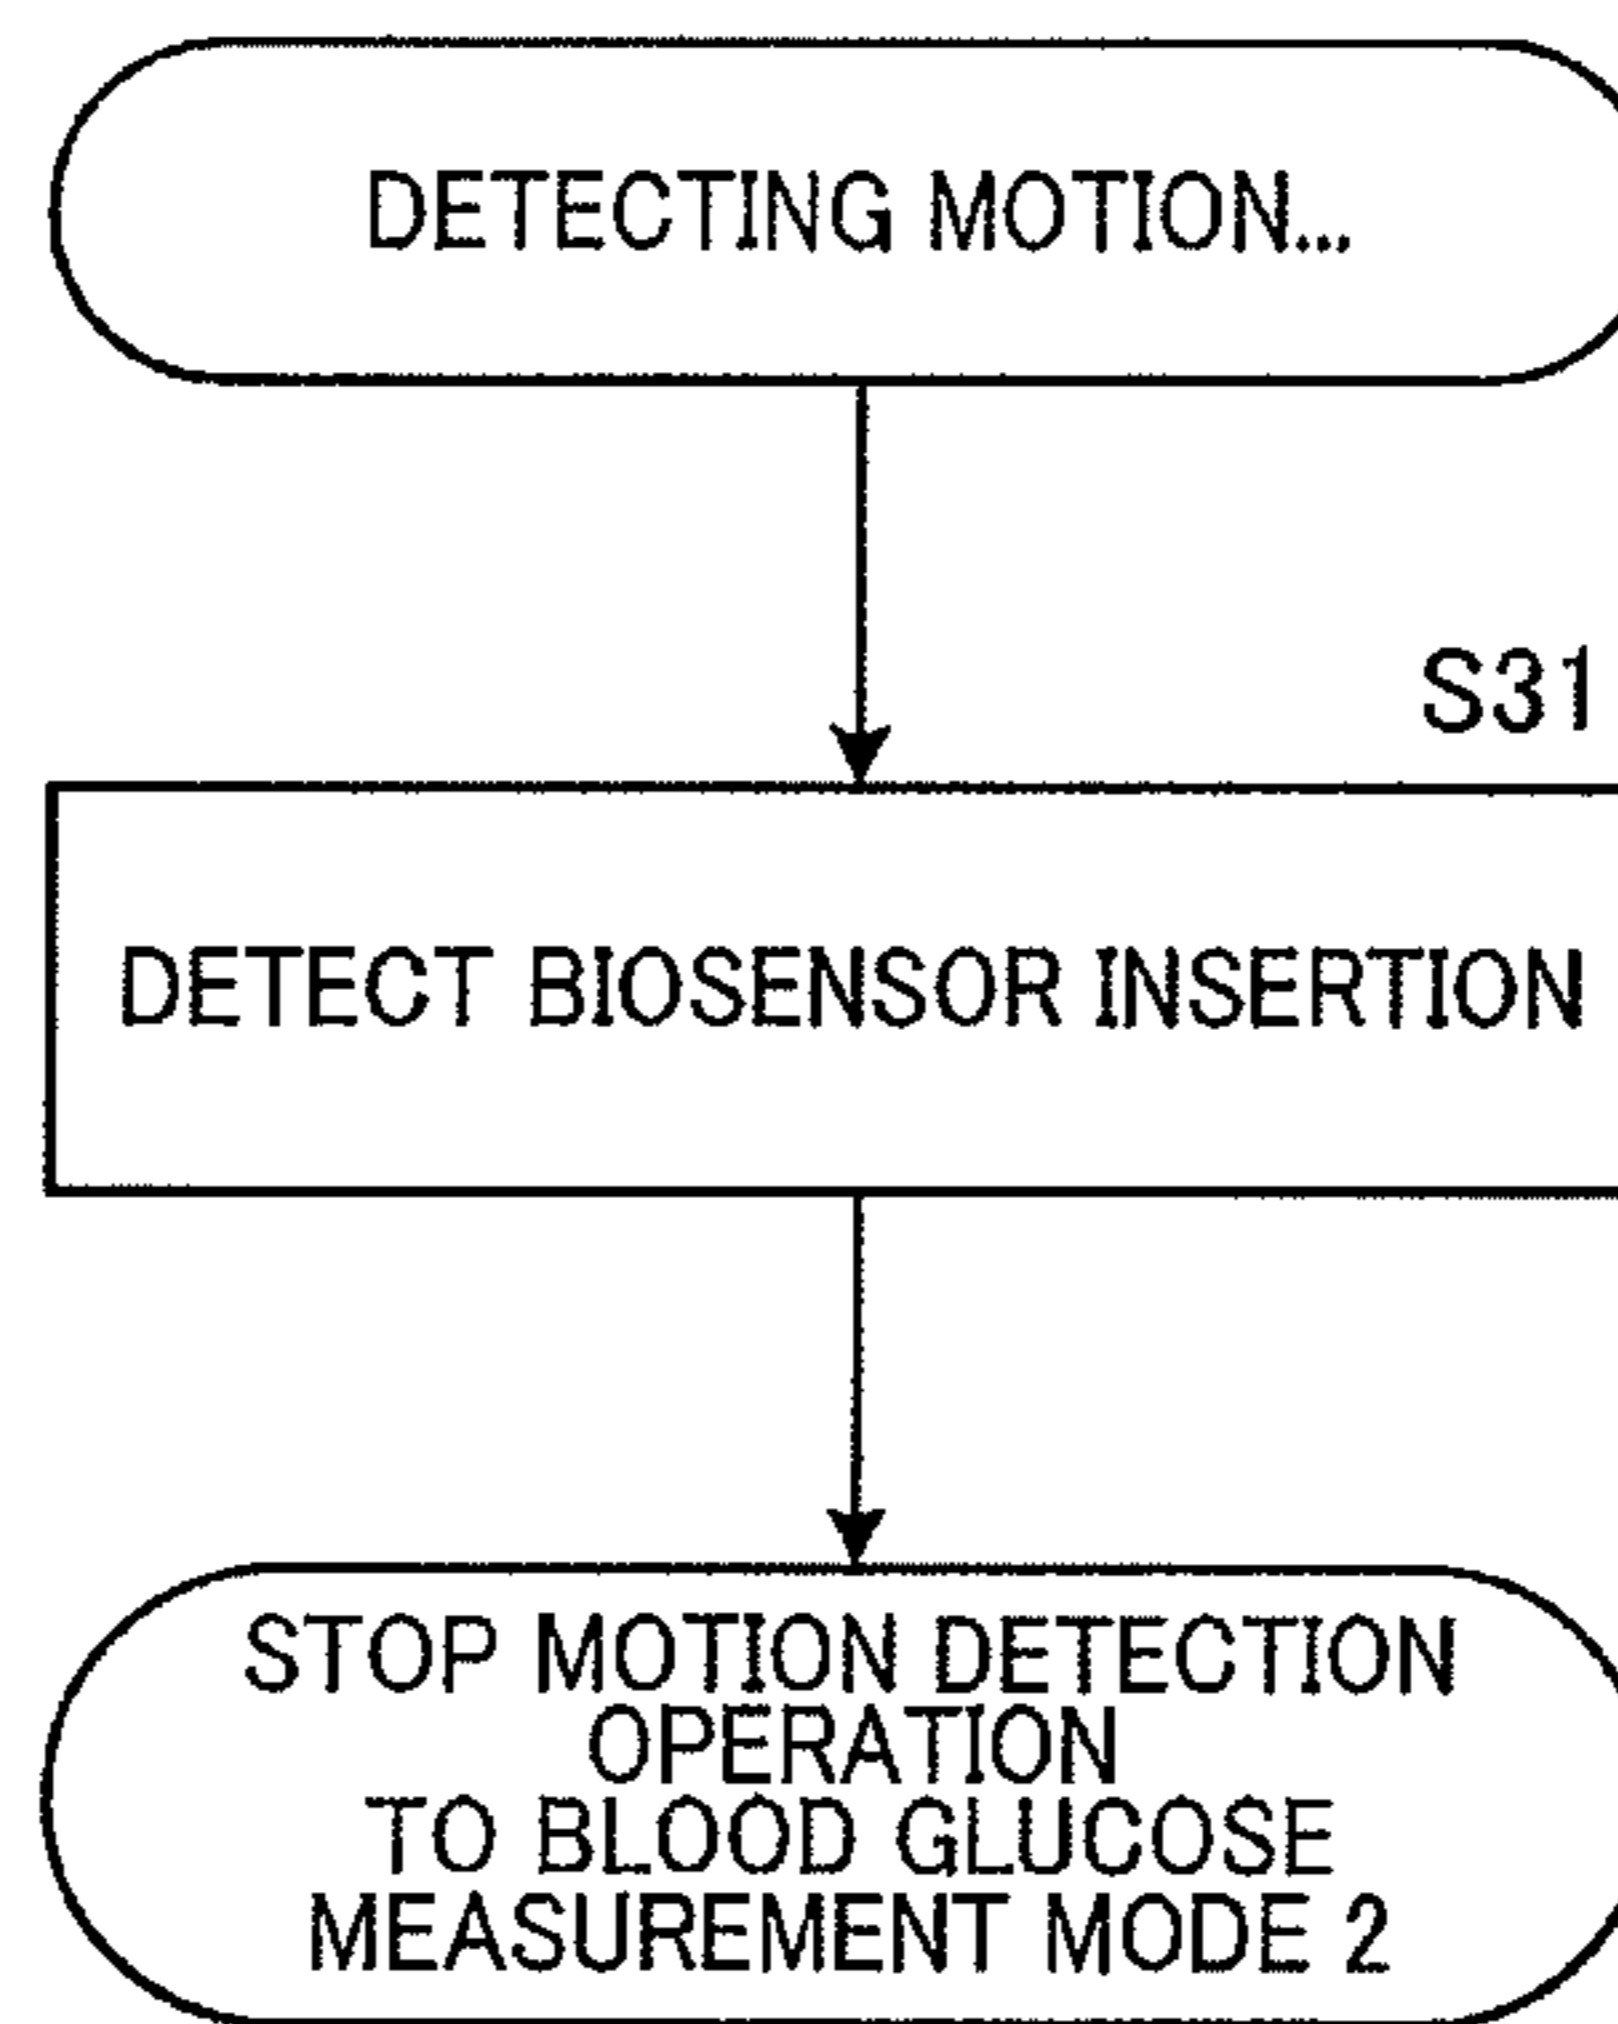 DETECTING MOTION...
S31
DETECT BIOSENSOR INSERTION
STOP MOTION DETECTION
OPERATION
TO BLOOD GLUCOSE
MEASUREMENT MODE 2